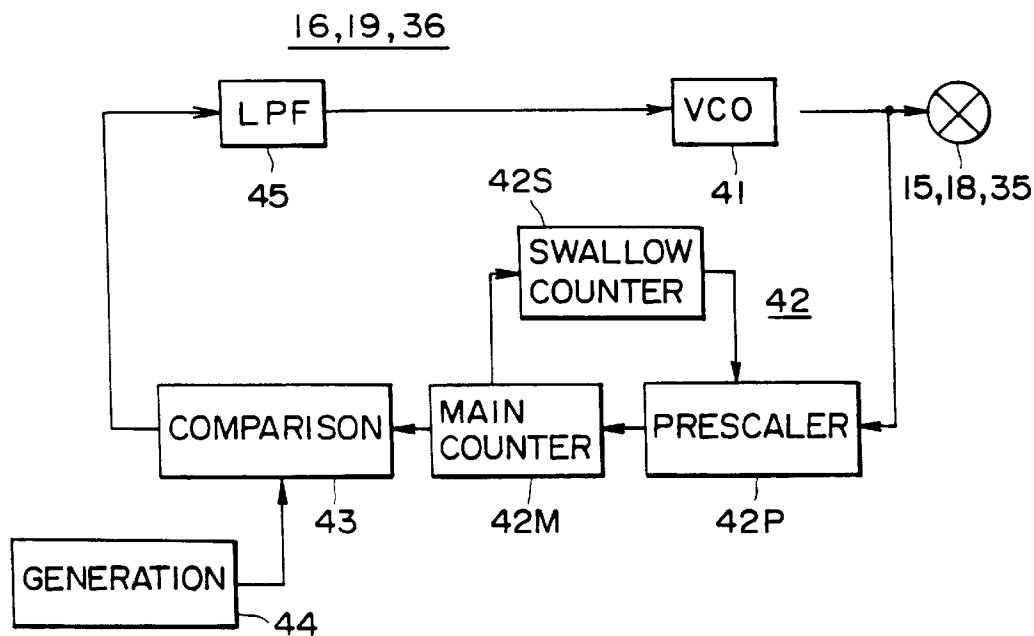 16,19,36
LPF
VCO
45
41
15,18,35
42S
SWALLOW
COUNTER
42
COMPARISON
MAIN
COUNTER
PRESCALER
43
42M
42P
GENERATION
44